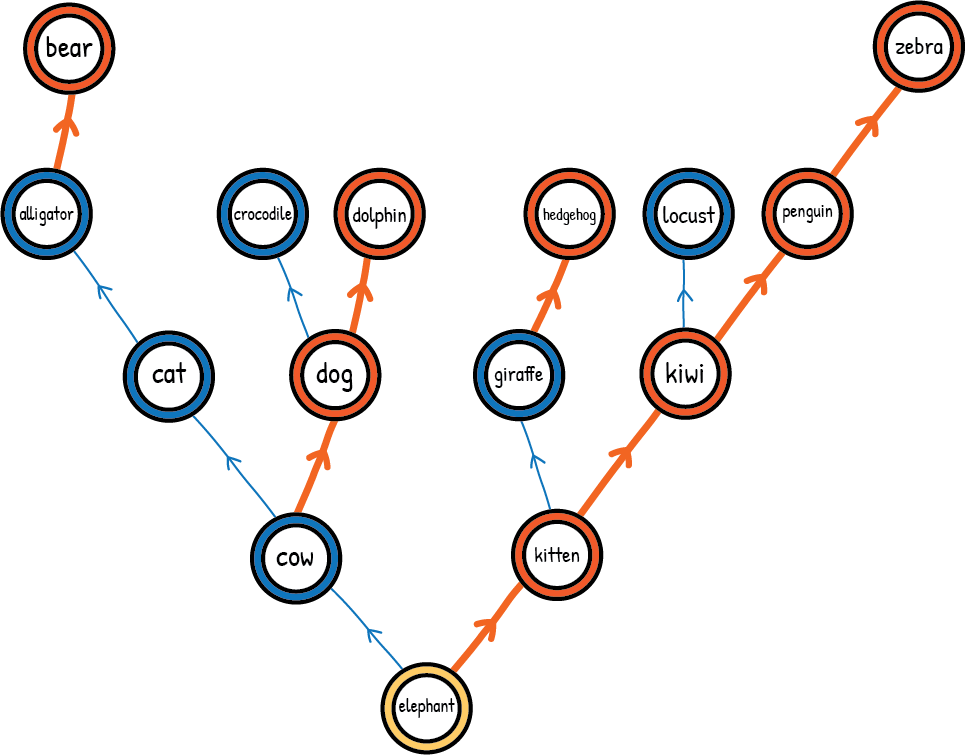 bear
zebra
alligator
crocodile
dolphin
hedgehog
locust
penguin
cat
dog
giraffe
kiwi
cow
kitten
elephant